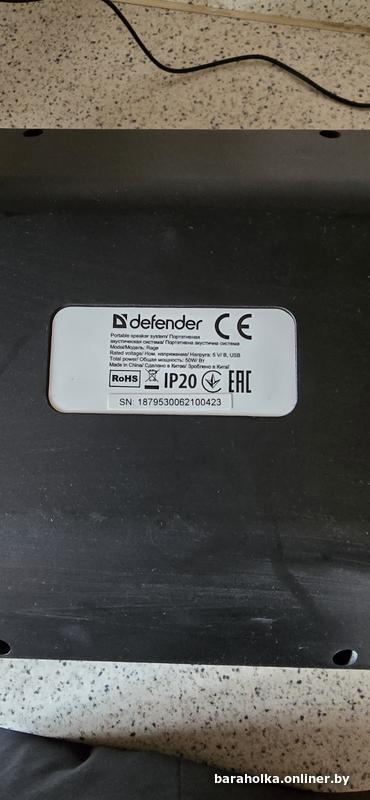 defender CE
Portable speaker system/ Портативная
акустическая система/ Портативна акустична система
Model/Модель: Rage
Rated voltage/ Ном. напряжение/ Напруга: 5 V/ В, USB
Total power/ Общая мощность: 50W/ Вт
Made in China/ Сделано в Китае/ Зроблено в Китаї
RoHS IP20 EAC
SN: 1879530062100423
baraholka.onliner.by